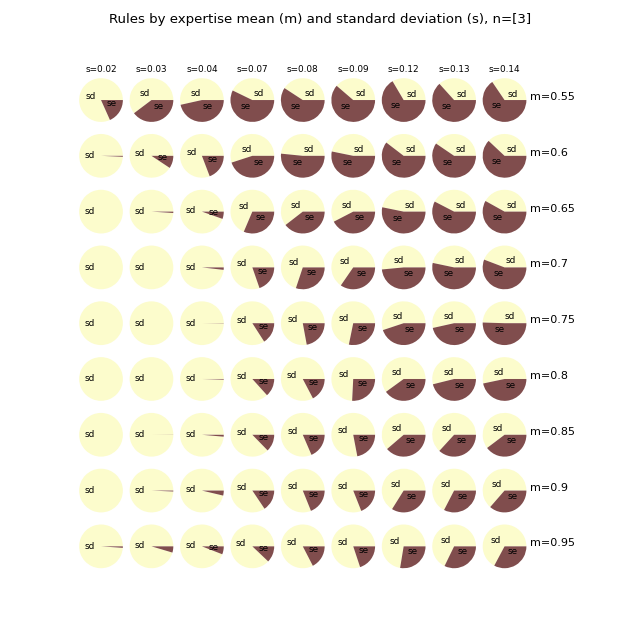 Rules by expertise mean (m) and standard deviation (s), n=[3]
s=0.02 s=0.03 s=0.04 s=0.07 s=0.08 s=0.09 s=0.12 s=0.13 s=0.14
sd se sd se sd se sd se sd se sd se sd se sd se sd se m=0.55
sd sd se sd se sd se sd se sd se sd se sd se sd se m=0.6
sd sd sd se sd se sd se sd se sd se sd se sd se m=0.65
sd sd sd sd se sd se sd se sd se sd se sd se m=0.7
sd sd sd sd se sd se sd se sd se sd se sd se m=0.75
sd sd sd sd se sd se sd se sd se sd se sd se m=0.8
sd sd sd sd se sd se sd se sd se sd se sd se m=0.85
sd sd sd sd se sd se sd se sd se sd se sd se m=0.9
sd sd sd se sd se sd se sd se sd se sd se sd se m=0.95